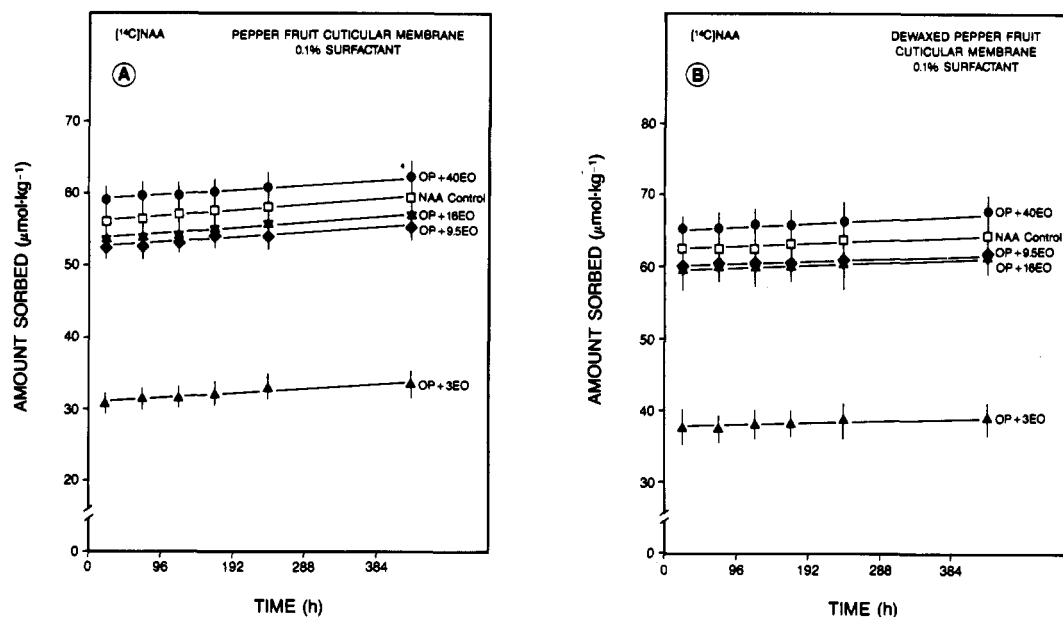 [¹⁴C]NAA
PEPPER FRUIT CUTICULAR MEMBRANE
0.1% SURFACTANT
A
AMOUNT SORBED (μmol·kg⁻¹)
70
60
50
40
30
20
0
OP+40EO
NAA Control
OP+16EO
OP+9.5EO
OP+3EO
0 96 192 288 384
TIME (h)
[¹⁴C]NAA
DEWAXED PEPPER FRUIT
CUTICULAR MEMBRANE
0.1% SURFACTANT
B
AMOUNT SORBED (μmol·kg⁻¹)
80
70
60
50
40
30
0
OP+40EO
NAA Control
OP+9.5EO
OP+16EO
OP+3EO
0 96 192 288 384
TIME (h)